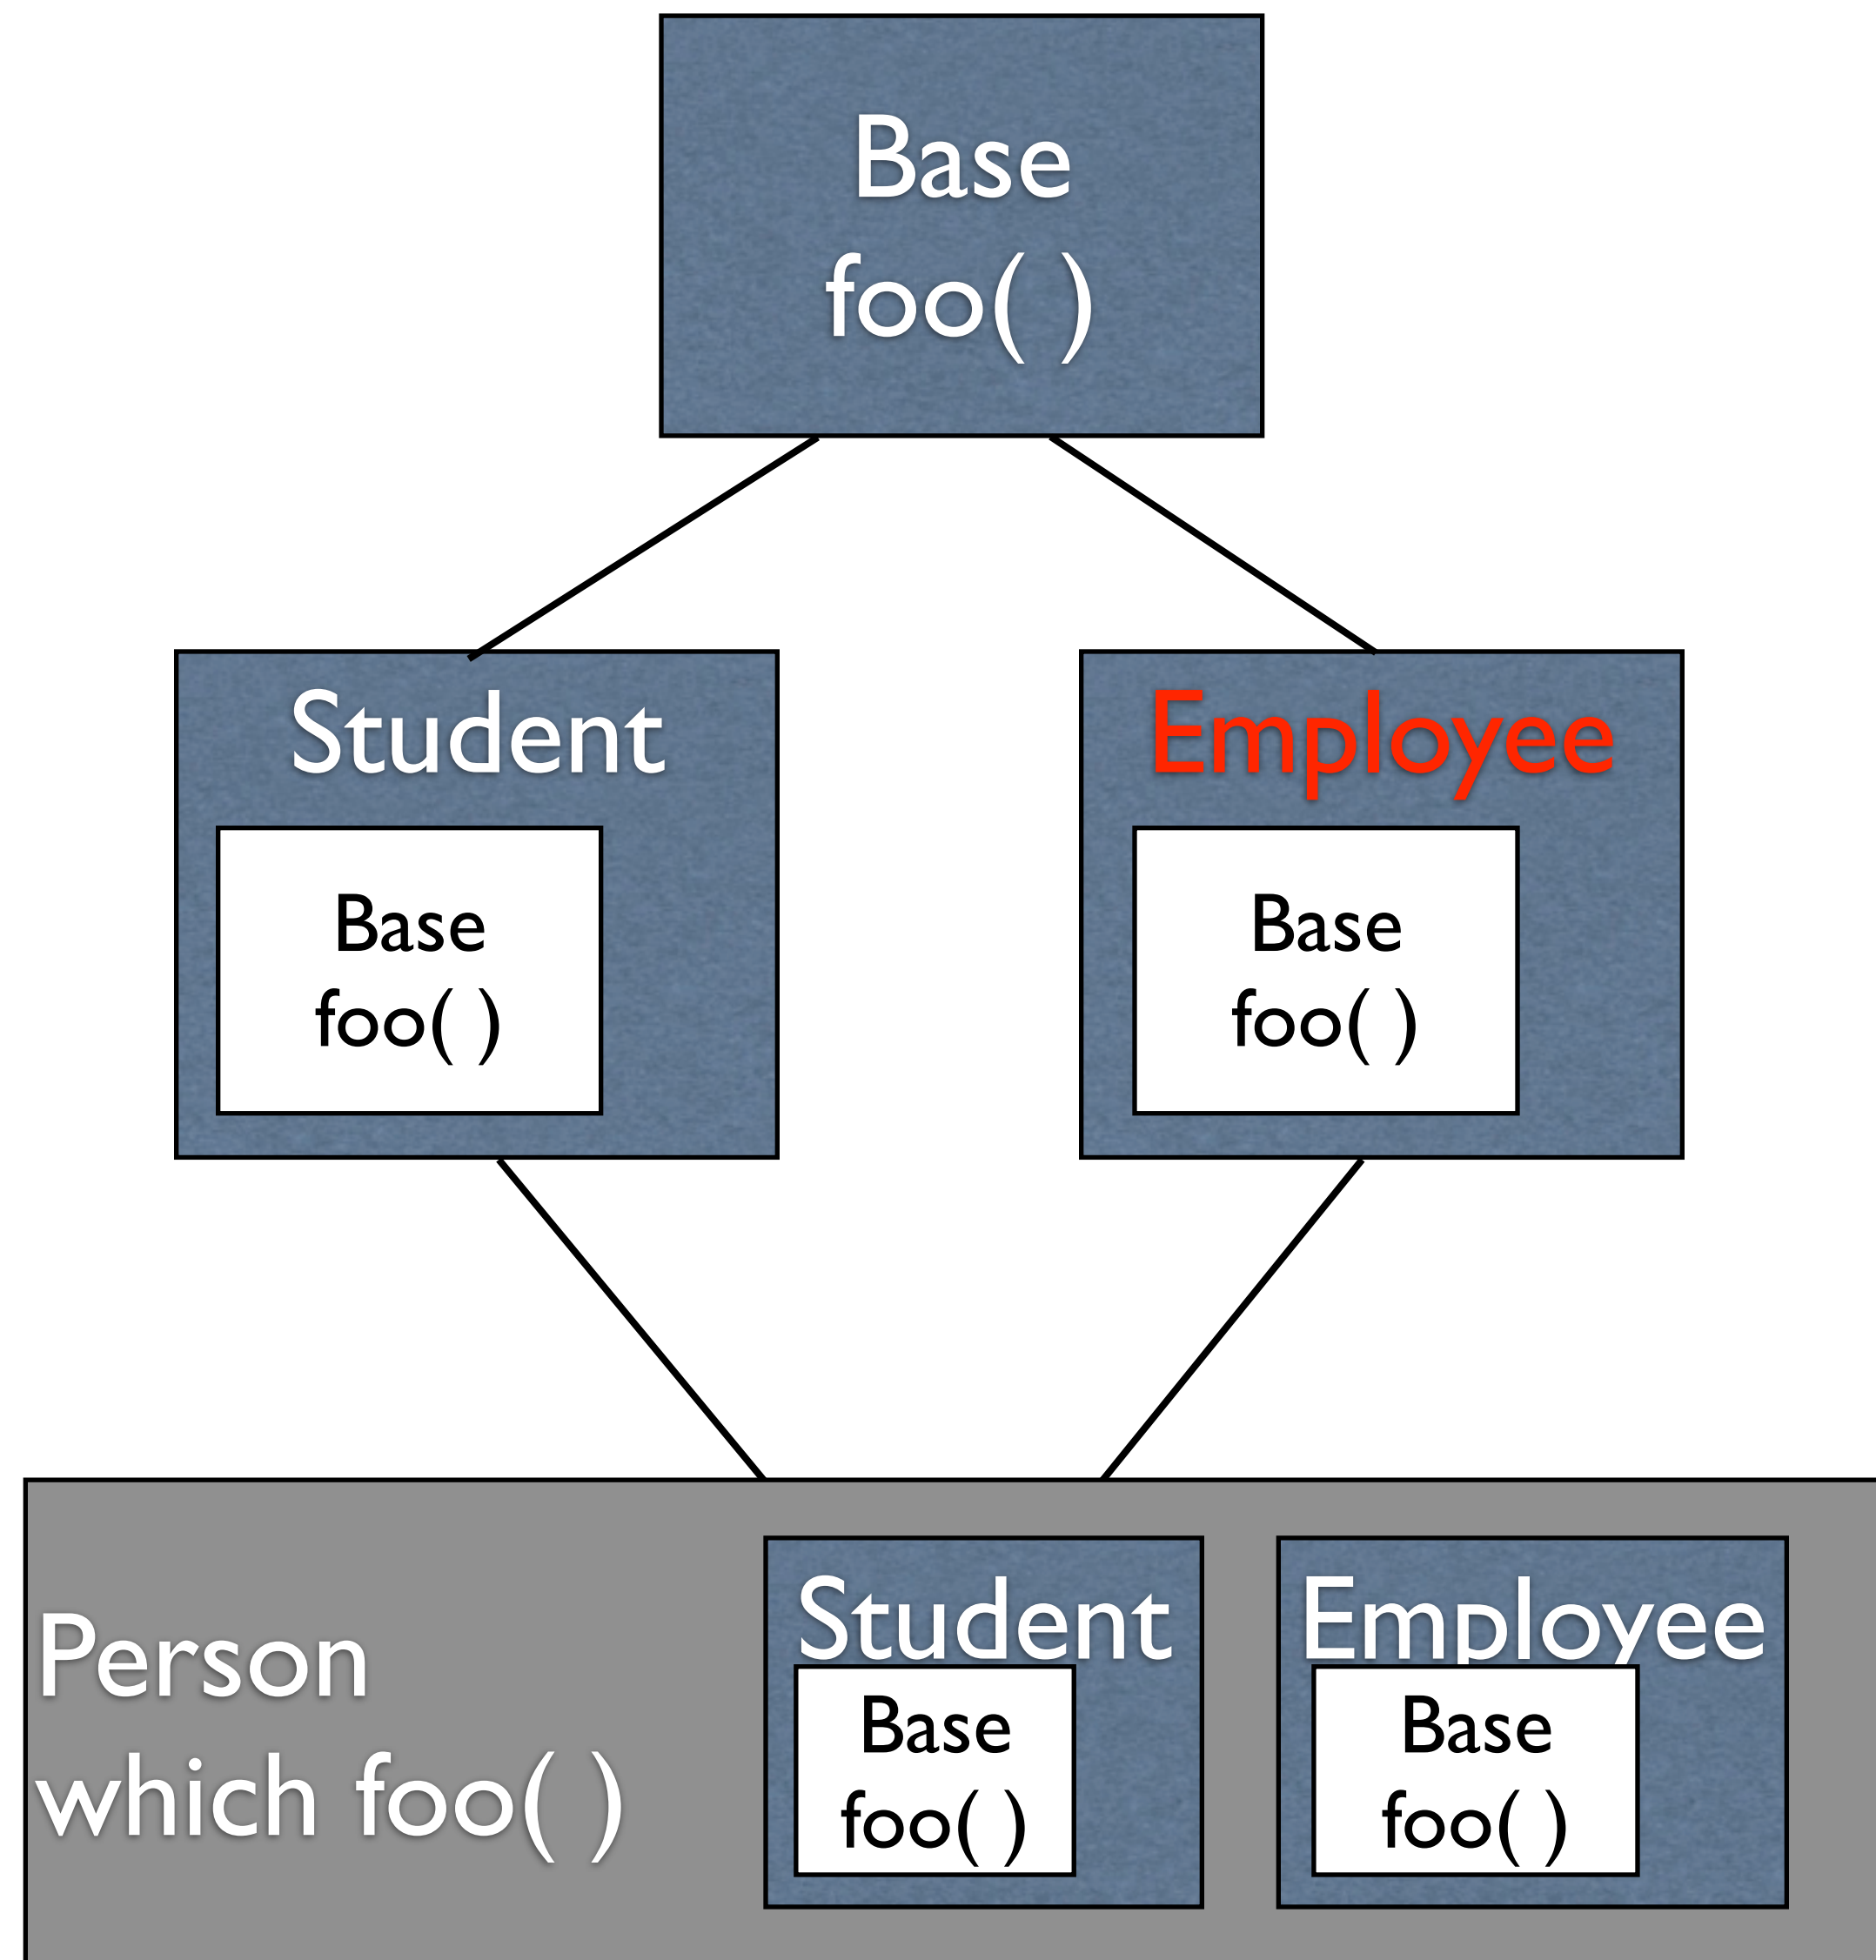 Base
foo( )
Student
Base
foo( )
Employee
Base
foo( )
Person
which foo( )
Student
Base
foo( )
Employee
Base
foo( )